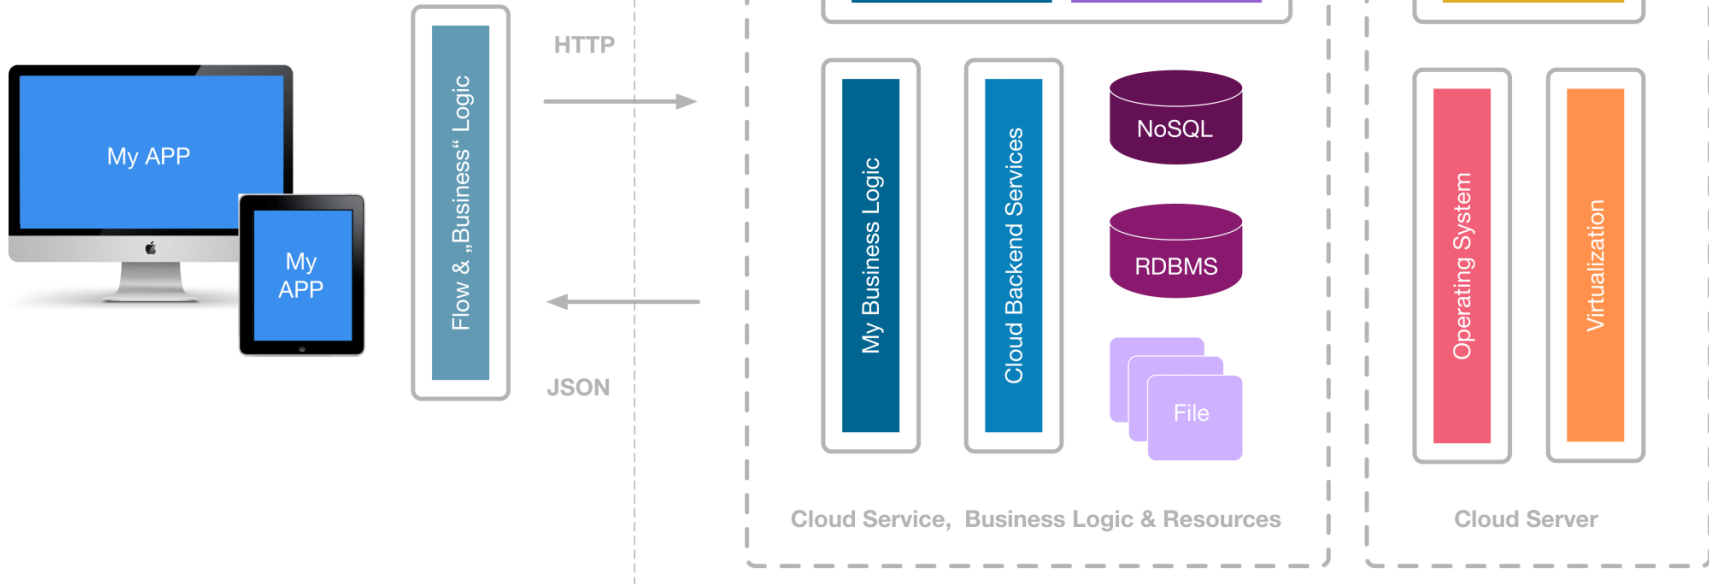 My APP
My
APP
Flow & „Business“ Logic
HTTP
JSON
My Business Logic
Cloud Backend Services
NoSQL
RDBMS
File
Cloud Service, Business Logic & Resources
Operating System
Virtualization
Cloud Server